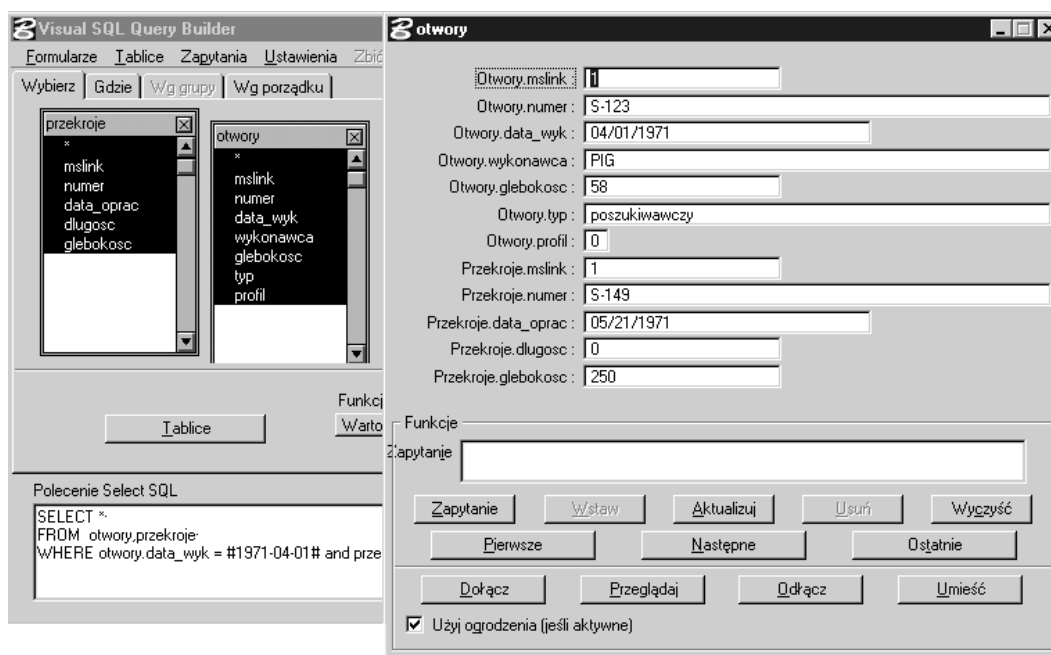 Visual SQL Query Builder
Formularze Tablice Zapytania Ustawienia
Wybierz Gdzie Wg grupy Wg porządku
przekroje
*
mslink
numer
data_oprac
dlugosc
glebokosc
otwory
*
mslink
numer
data_wyk
wykonawca
glebokosc
typ
profil
Tablice
Polecenie Select SQL
SELECT *
FROM otwory,przekroje
WHERE otwory.data_wyk = #1971-04-01# and prze
otwory
Otwory.mslink : 1
Otwory.numer : S-123
Otwory.data_wyk : 04/01/1971
Otwory.wykonawca : PIG
Otwory.glebokosc : 58
Otwory.typ : poszukiwawczy
Otwory.profil : 0
Przekroje.mslink : 1
Przekroje.numer : S-149
Przekroje.data_oprac : 05/21/1971
Przekroje.dlugosc : 0
Przekroje.glebokosc : 250
Funkcje
Zapytanie
Zapytanie Wstaw Aktualizuj Usuń Wyczyść
Pierwsze Następne Ostatnie
Dołącz Przeglądaj Odłącz Umieść
Użyj ogrodzenia (jeśli aktywne)